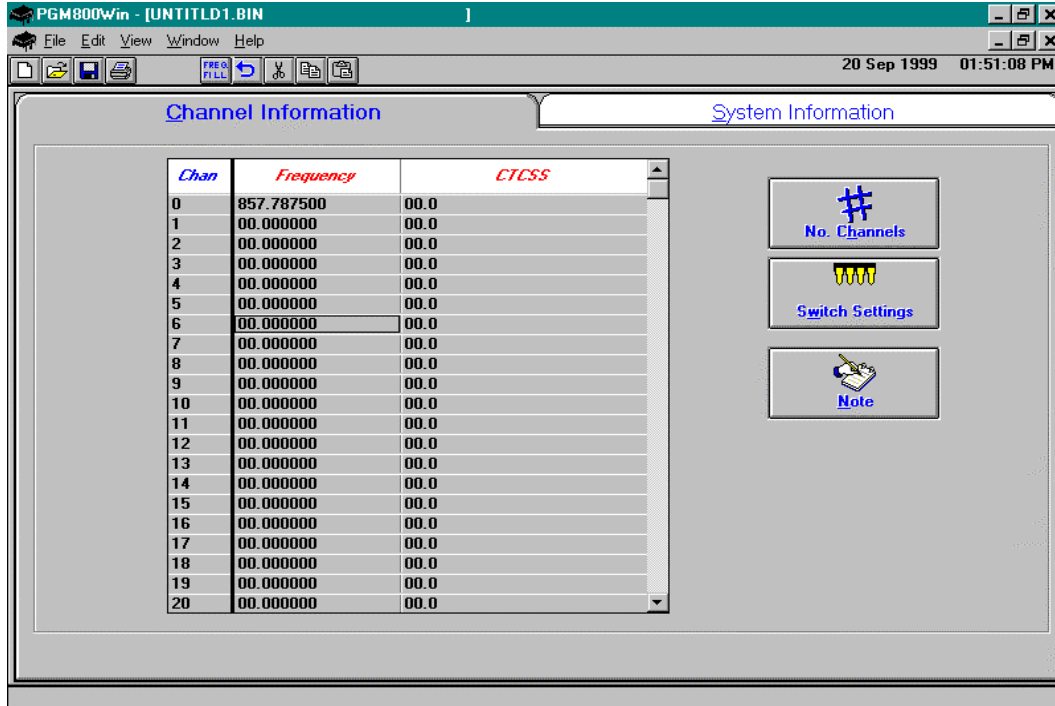 PGM800Win - [UNTITLD1.BIN ]
File Edit View Window Help
FREQ. FILL 20 Sep 1999 01:51:08 PM
Channel Information System Information
Chan Frequency CTCSS
0 857.787500 00.0
1 00.000000 00.0
2 00.000000 00.0
3 00.000000 00.0
4 00.000000 00.0
5 00.000000 00.0
6 00.000000 00.0
7 00.000000 00.0
8 00.000000 00.0
9 00.000000 00.0
10 00.000000 00.0
11 00.000000 00.0
12 00.000000 00.0
13 00.000000 00.0
14 00.000000 00.0
15 00.000000 00.0
16 00.000000 00.0
17 00.000000 00.0
18 00.000000 00.0
19 00.000000 00.0
20 00.000000 00.0
No. Channels
Switch Settings
Note